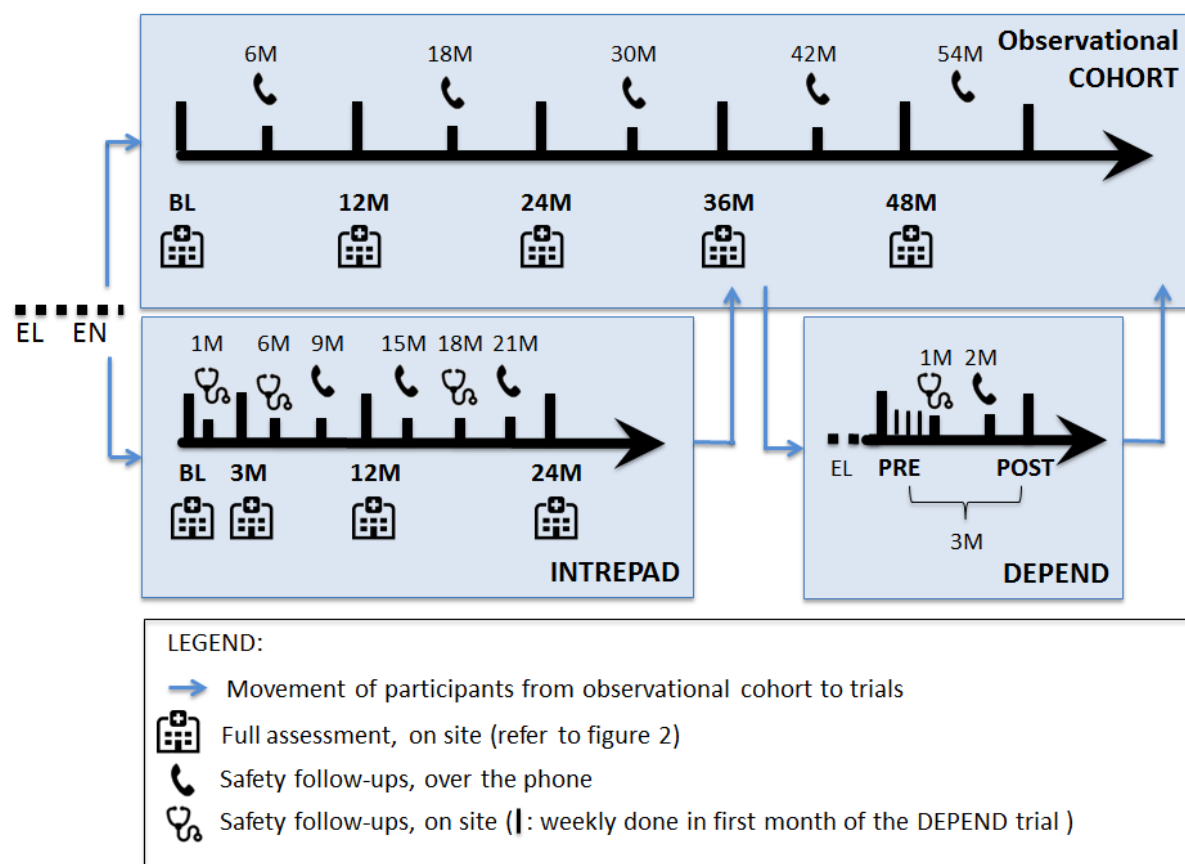 Observational
COHORT
6M 18M 30M 42M 54M
BL 12M 24M 36M 48M
EL EN
1M 6M 9M 15M 18M 21M
BL 3M 12M 24M
INTREPAD
1M 2M
EL PRE POST
3M
DEPEND
LEGEND:
Movement of participants from observational cohort to trials
Full assessment, on site (refer to figure 2)
Safety follow-ups, over the phone
Safety follow-ups, on site ( : weekly done in first month of the DEPEND trial )